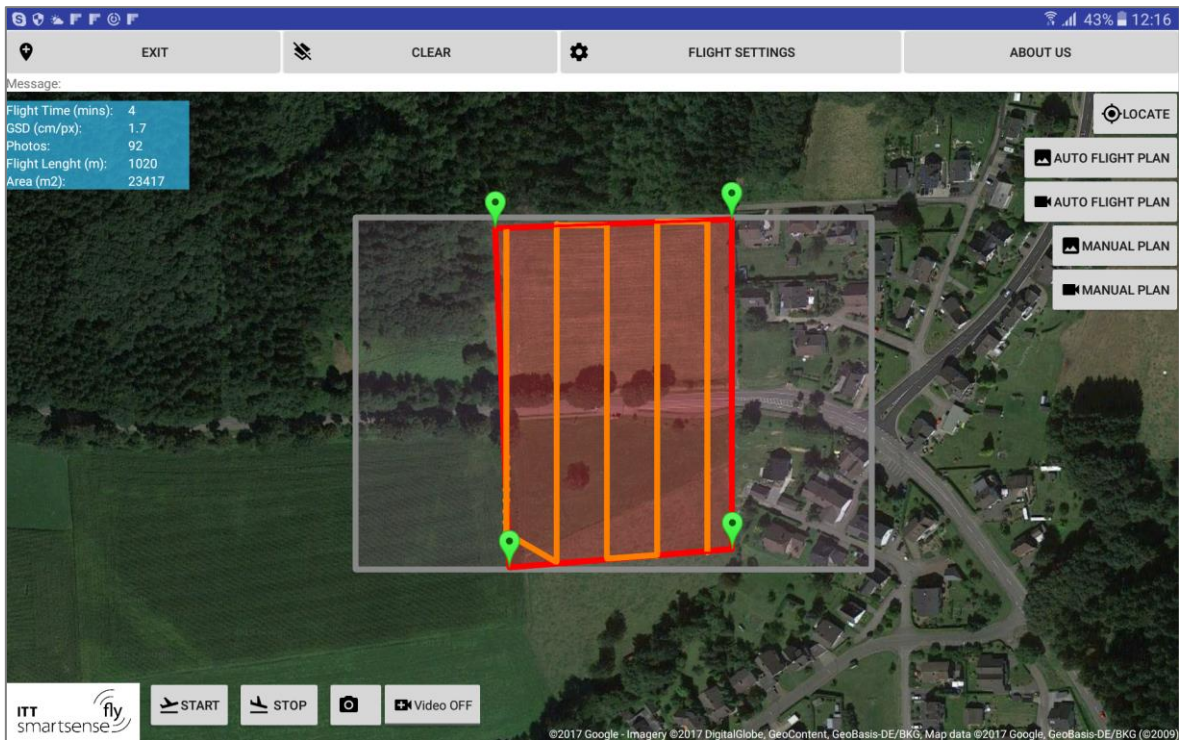 43% 12:16
EXIT
CLEAR
FLIGHT SETTINGS
ABOUT US
Message:
Flight Time (mins): 4
GSD (cm/px): 1.7
Photos: 92
Flight Lenght (m): 1020
Area (m2): 23417
LOCATE
AUTO FLIGHT PLAN
AUTO FLIGHT PLAN
MANUAL PLAN
MANUAL PLAN
ITT fly
smartsense
START
STOP
Video OFF
©2017 Google - Imagery ©2017 DigitalGlobe, GeoContent, GeoBasis-DE/BKG, Map data ©2017 Google, GeoBasis-DE/BKG (©2009)